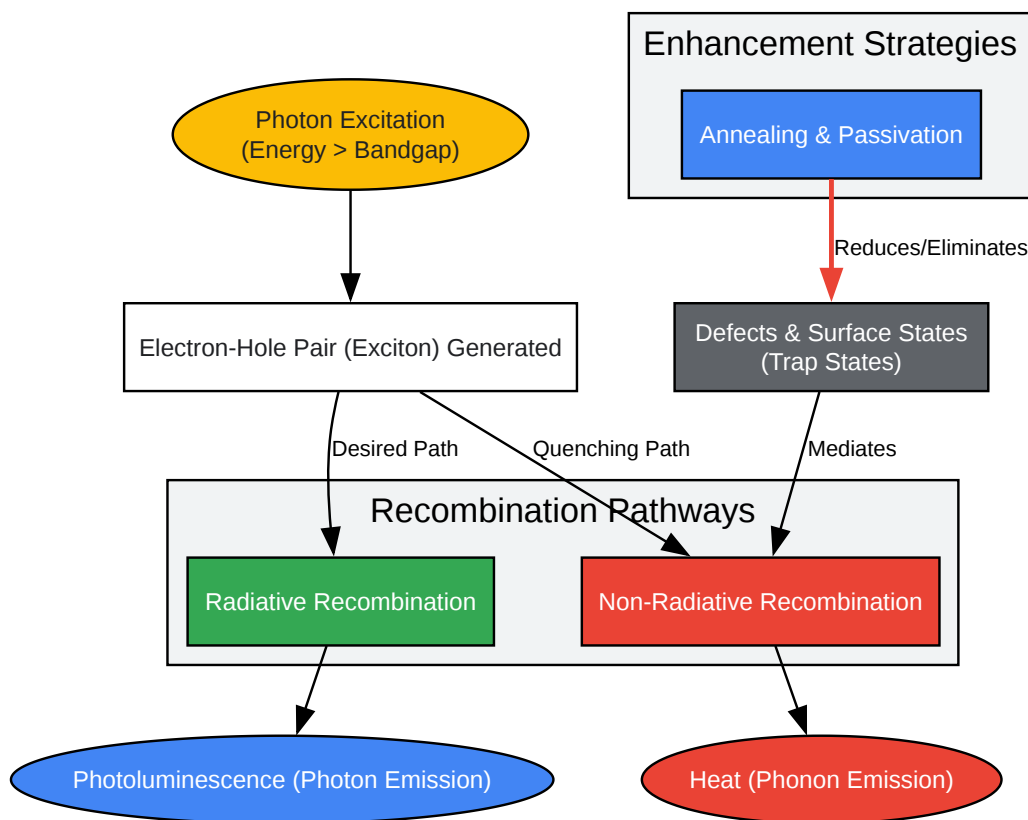 Enhancement Strategies
Photon Excitation
(Energy > Bandgap)
Annealing & Passivation
Reduces/Eliminates
Electron-Hole Pair (Exciton) Generated
Defects & Surface States
(Trap States)
Desired Path
Quenching Path
Mediates
Recombination Pathways
Radiative Recombination
Non-Radiative Recombination
Photoluminescence (Photon Emission)
Heat (Phonon Emission)